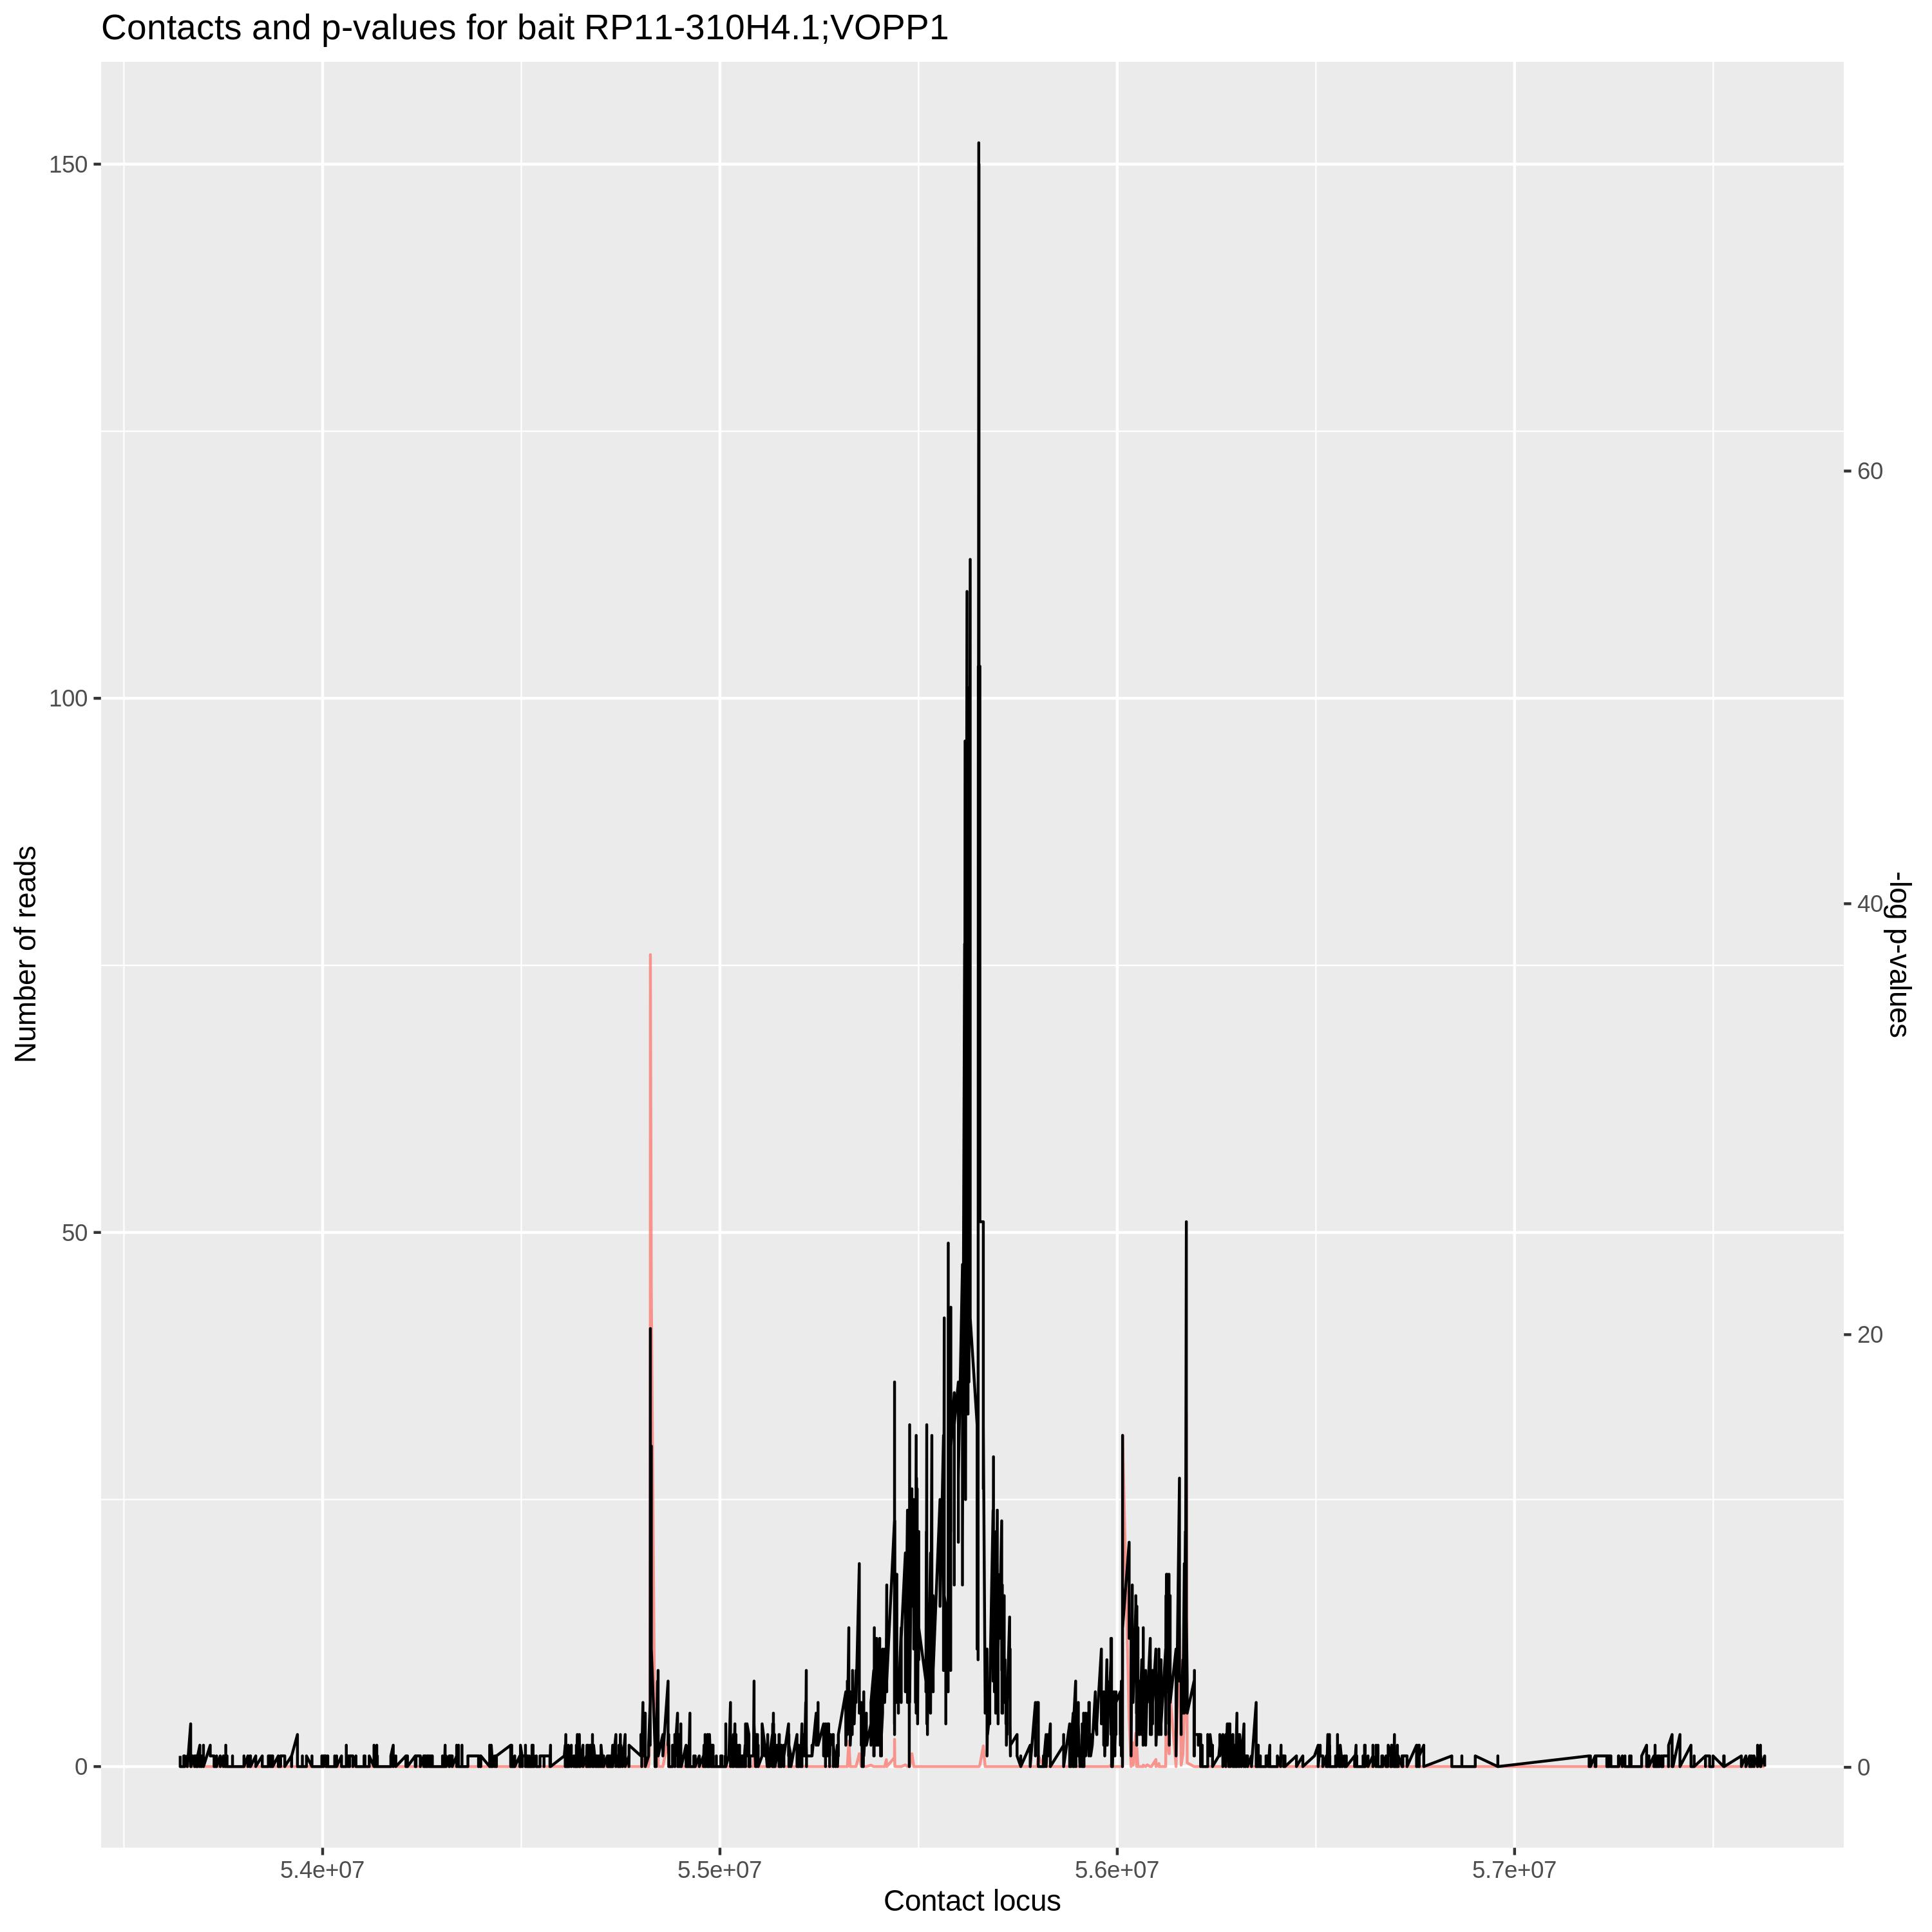 Contacts and p-values for bait RP11-310H4.1;VOPP1
150
100
50
0
Number of reads
60
40
20
0
-log p-values
5.4e+07
5.5e+07
5.6e+07
5.7e+07
Contact locus